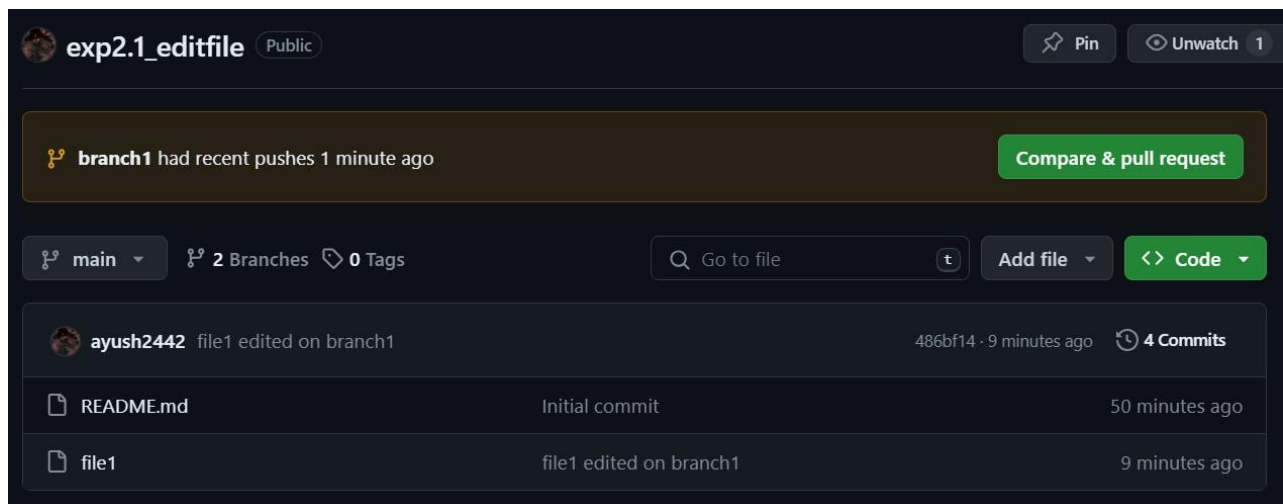 exp2.1_editfile Public Pin Unwatch 1
branch1 had recent pushes 1 minute ago Compare & pull request
main 2 Branches 0 Tags Go to file t Add file <> Code
ayush2442 file1 edited on branch1 486bf14 · 9 minutes ago 4 Commits
README.md Initial commit 50 minutes ago
file1 file1 edited on branch1 9 minutes ago